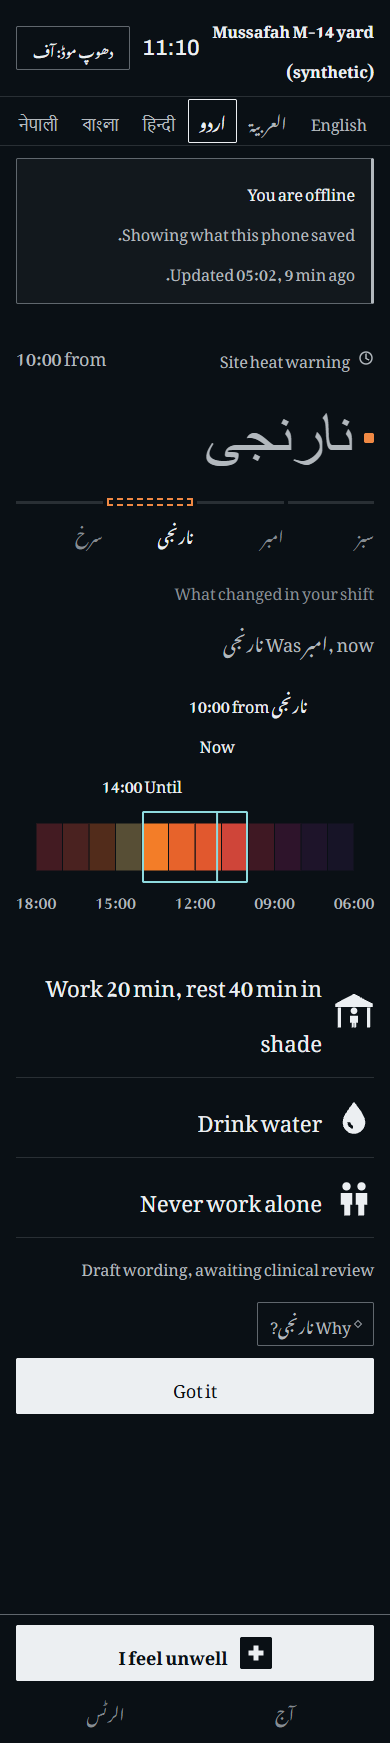 Mussafah M-14 yard (synthetic)
11:10
دھوپ موڈ: آف
English
العربية
اردو
हिन्दी
বাংলা
नेपाली
You are offline
Showing what this phone saved.
Updated 05:02, 9 min ago.
Site heat warning
10:00 from
نارنجی
سبز
امبر
نارنجی
سرخ
What changed in your shift
Was امبر, now نارنجی
نارنجی from 10:00
Now
14:00 Until
06:00
09:00
12:00
15:00
18:00
Work 20 min, rest 40 min in
shade
Drink water
Never work alone
Draft wording, awaiting clinical review
Why نارنجی?
Got it
I feel unwell
آج
الرٹس